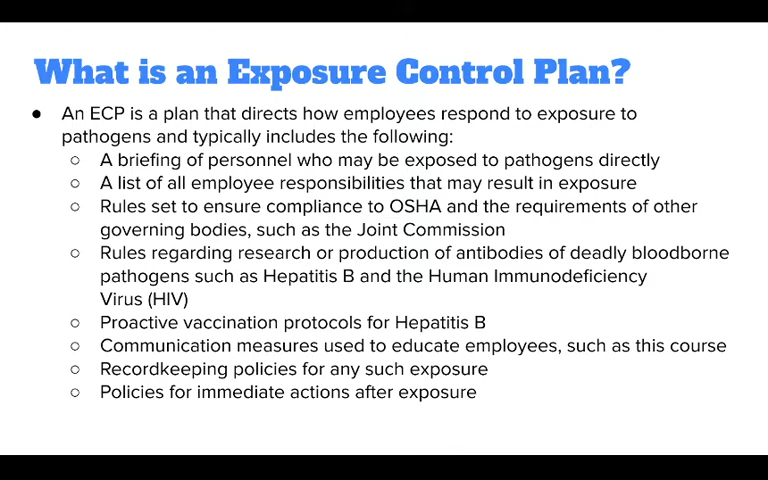 What is an Exposure Control Plan?
● An ECP is a plan that directs how employees respond to exposure to
pathogens and typically includes the following:
○ A briefing of personnel who may be exposed to pathogens directly
○ A list of all employee responsibilities that may result in exposure
○ Rules set to ensure compliance to OSHA and the requirements of other
governing bodies, such as the Joint Commission
○ Rules regarding research or production of antibodies of deadly bloodborne
pathogens such as Hepatitis B and the Human Immunodeficiency
Virus (HIV)
○ Proactive vaccination protocols for Hepatitis B
○ Communication measures used to educate employees, such as this course
○ Recordkeeping policies for any such exposure
○ Policies for immediate actions after exposure